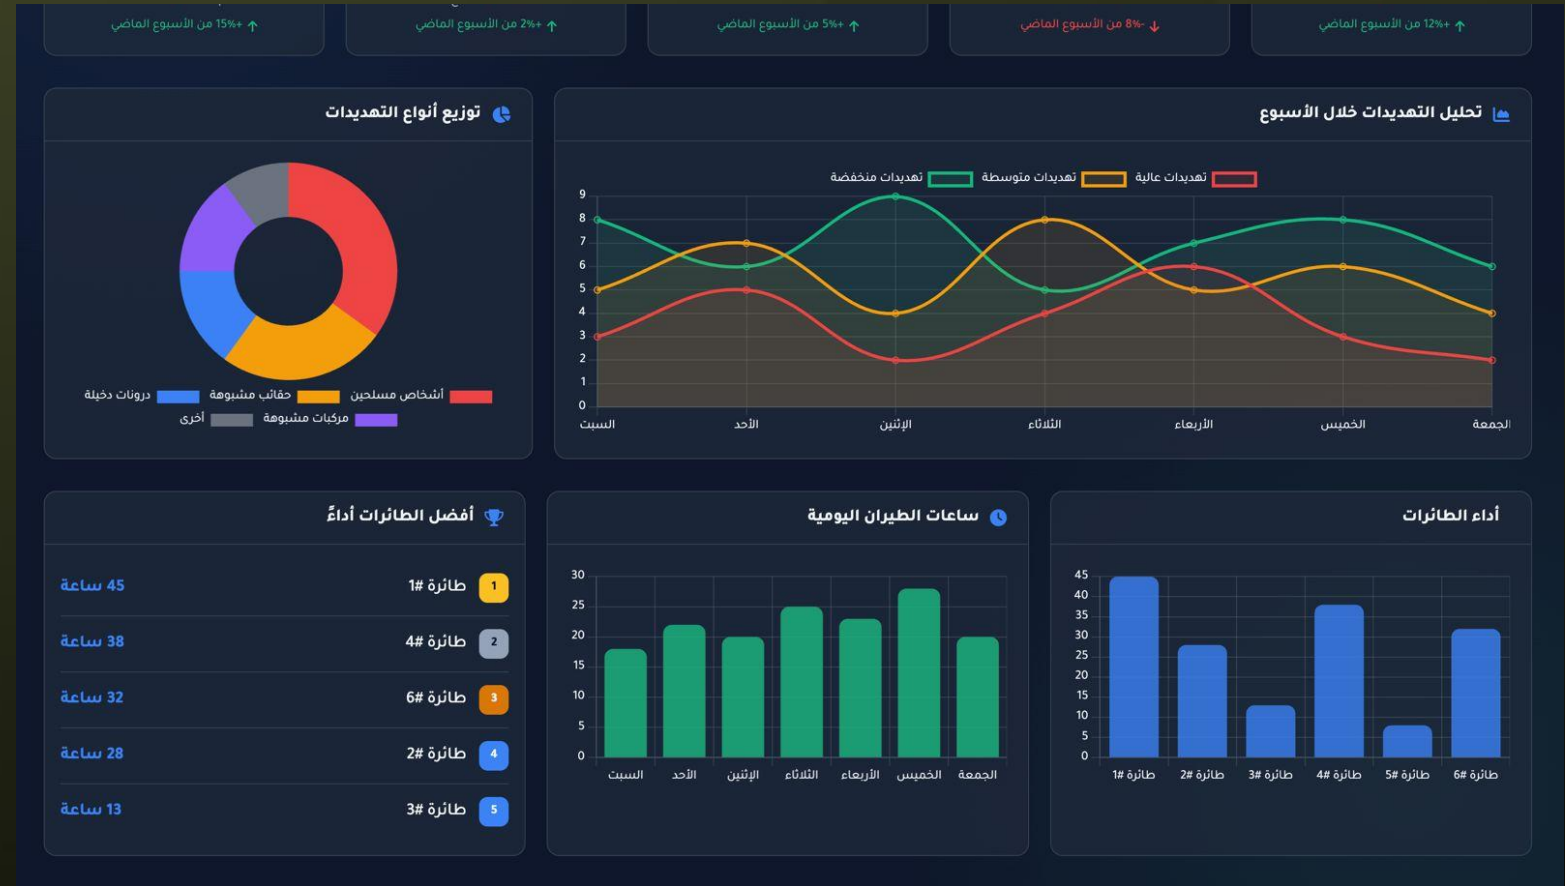 ↑ +12% من الأسبوع الماضي
↓ -8% من الأسبوع الماضي
↑ +5% من الأسبوع الماضي
↑ +2% من الأسبوع الماضي
↑ +15% من الأسبوع الماضي
تحليل التهديدات خلال الأسبوع
تهديدات عالية
تهديدات متوسطة
تهديدات منخفضة
9
8
7
6
5
4
3
2
1
0
السبت
الأحد
الإثنين
الثلاثاء
الأربعاء
الخميس
الجمعة
توزيع أنواع التهديدات
أشخاص مسلحين
حقائب مشبوهة
درونات دخيلة
مركبات مشبوهة
أخرى
أداء الطائرات
45
40
35
30
25
20
15
10
5
0
طائرة #1
طائرة #2
طائرة #3
طائرة #4
طائرة #5
طائرة #6
ساعات الطيران اليومية
30
25
20
15
10
5
0
السبت
الأحد
الإثنين
الثلاثاء
الأربعاء
الخميس
الجمعة
أفضل الطائرات أداءً
1 طائرة #1 45 ساعة
2 طائرة #4 38 ساعة
3 طائرة #6 32 ساعة
4 طائرة #2 28 ساعة
5 طائرة #3 13 ساعة